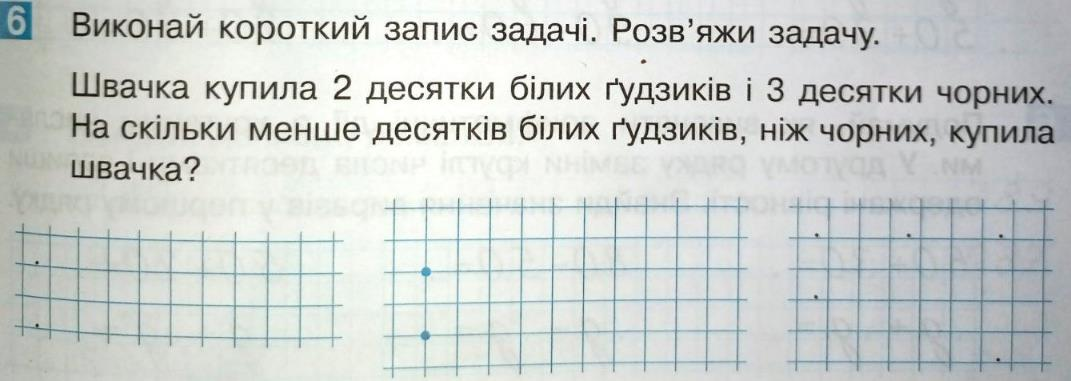 6 Виконай короткий запис задачі. Розв'яжи задачу.
Швачка купила 2 десятки білих ґудзиків і 3 десятки чорних.
На скільки менше десятків білих ґудзиків, ніж чорних, купила
швачка?